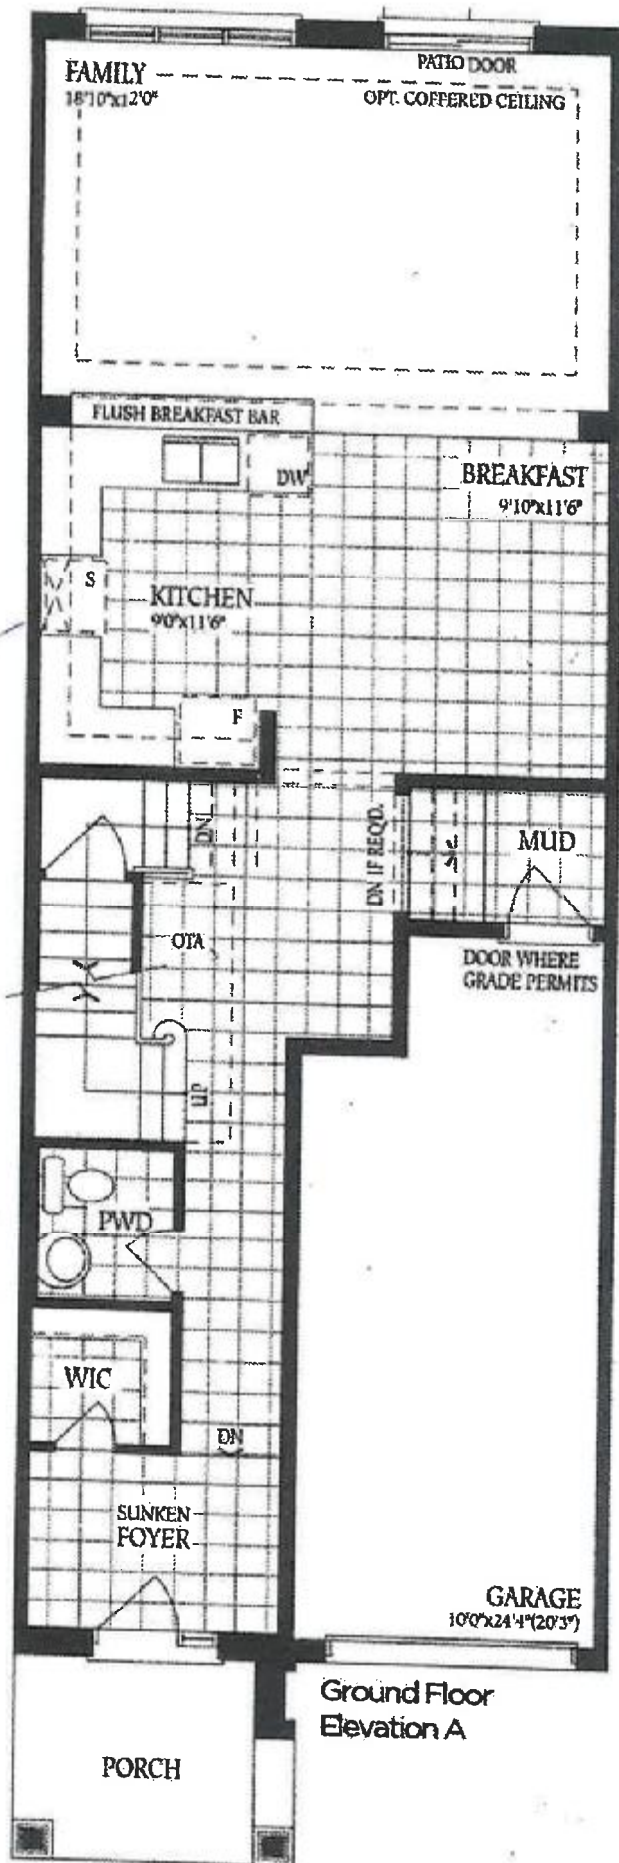 PATIO DOOR
FAMILY
18'10"x12'0"
OPT. COFFERED CEILING
FLUSH BREAKFAST BAR
DW
BREAKFAST
9'10"x11'6"
S
KITCHEN
9'0"x11'6"
F
DN
DN IF REQD.
MUD
OTA
DOOR WHERE
GRADE PERMITS
UP
PWD
WIC
DN
SUNKEN
FOYER
GARAGE
10'0"x24'4"(20'3")
Ground Floor
Elevation A
PORCH